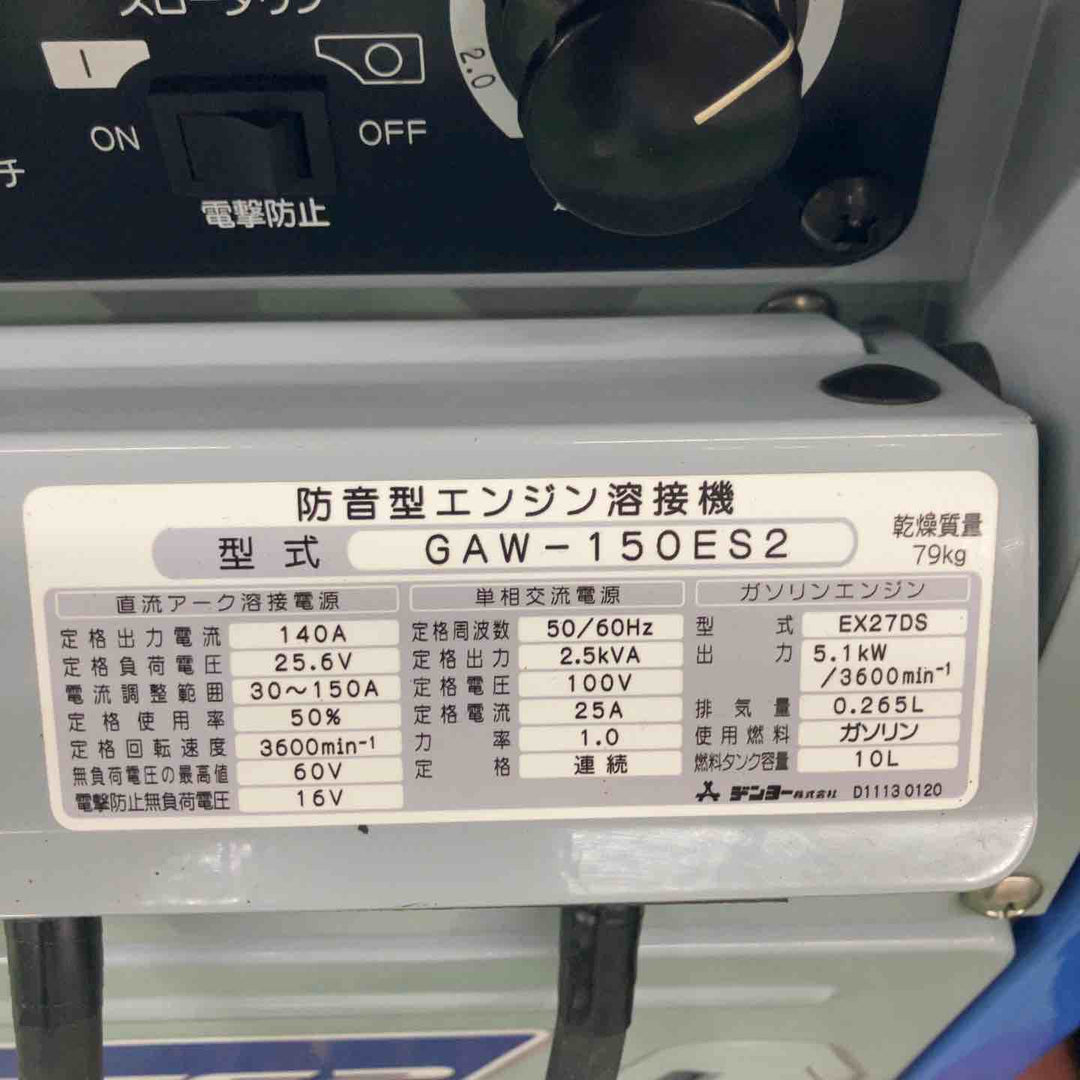 スローダウン
I
O
ON
OFF
2.0
電撃防止
防音型エンジン溶接機
型式 GAW-150ES2
乾燥質量
79kg
直流アーク溶接電源
定格出力電流 140A
定格負荷電圧 25.6V
電流調整範囲 30～150A
定格使用率 50%
定格回転速度 3600min-1
無負荷電圧の最高値 60V
電撃防止無負荷電圧 16V
単相交流電源
定格周波数 50/60Hz
定格出力 2.5kVA
定格電圧 100V
定格電流 25A
力率 1.0
定格 連続
ガソリンエンジン
型式 EX27DS
出力 5.1kW
/3600min-1
排気量 0.265L
使用燃料 ガソリン
燃料タンク容量 10L
デンヨー株式会社 D1113 0120